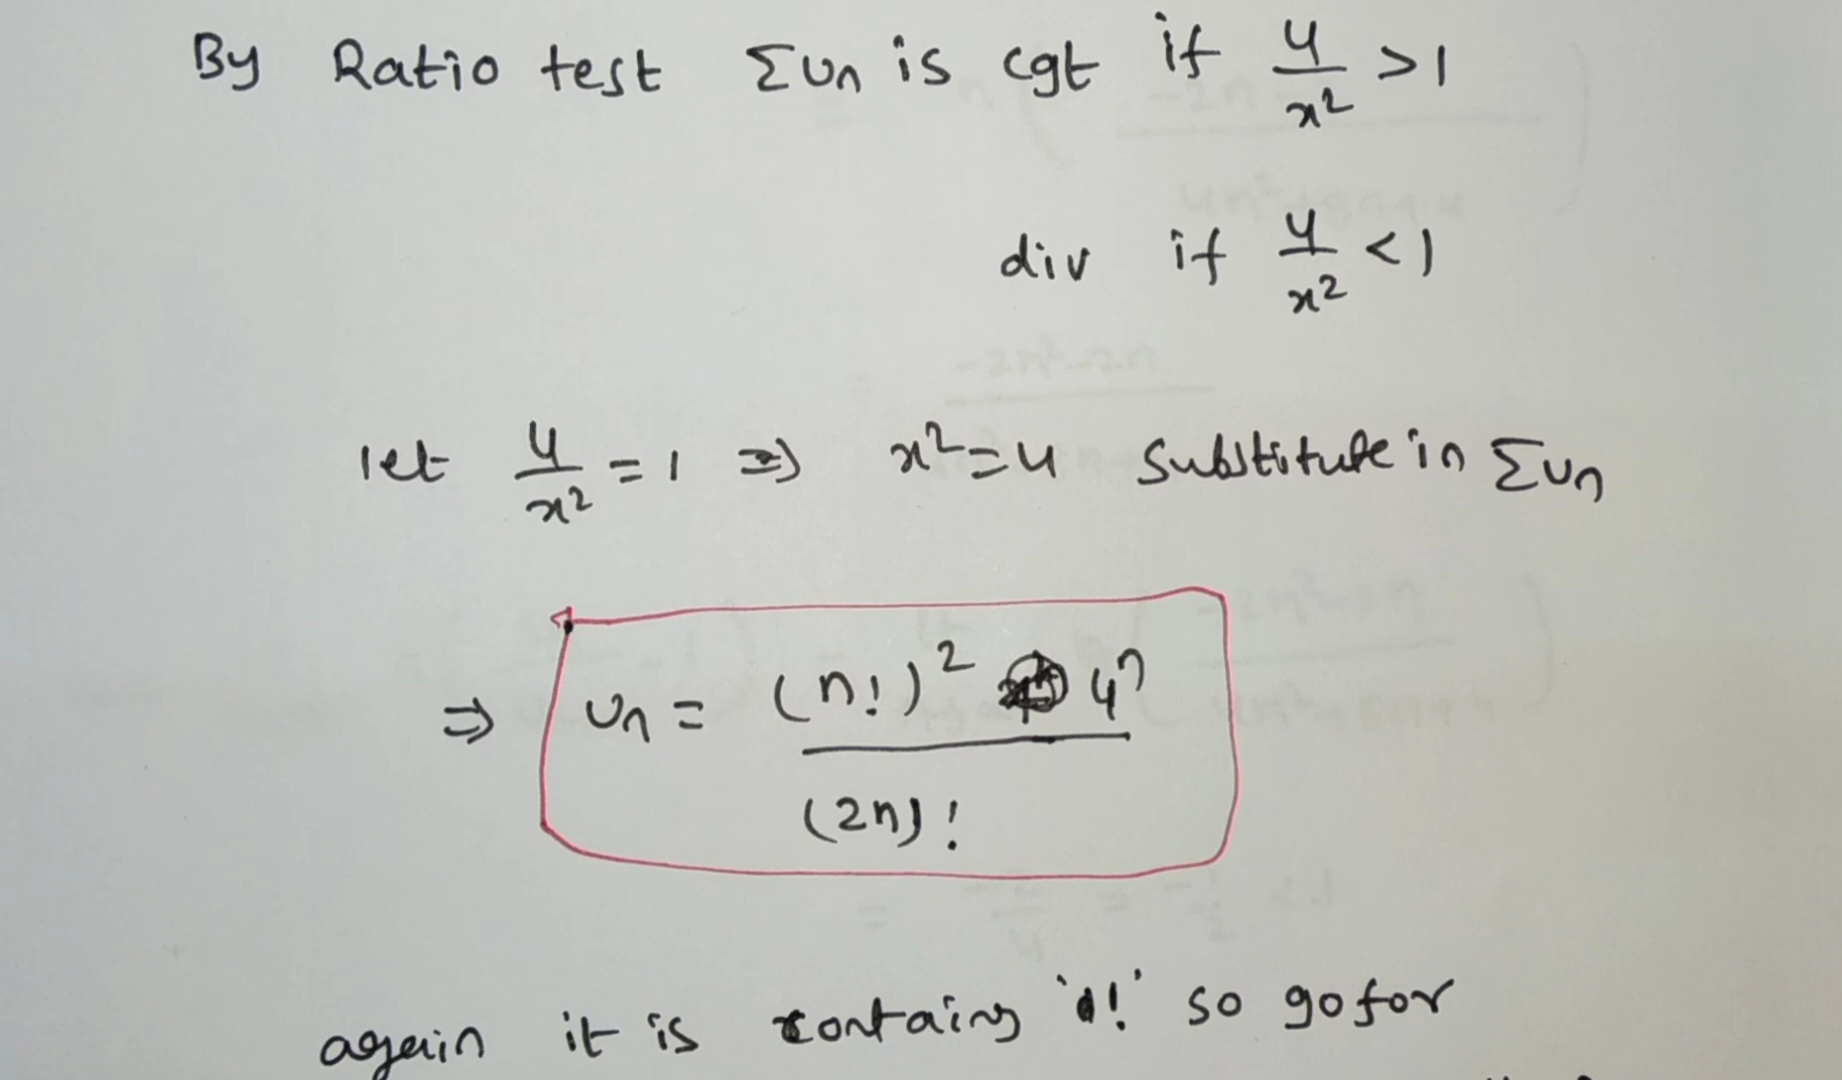 By Ratio test Σun is cgt if 4/x² > 1
div if 4/x² < 1
let 4/x² = 1 ⇒ x² = 4 Substitute in Σun
⇒ un = (n!)² 4ⁿ / (2n)!
again it is contains '!' so go for